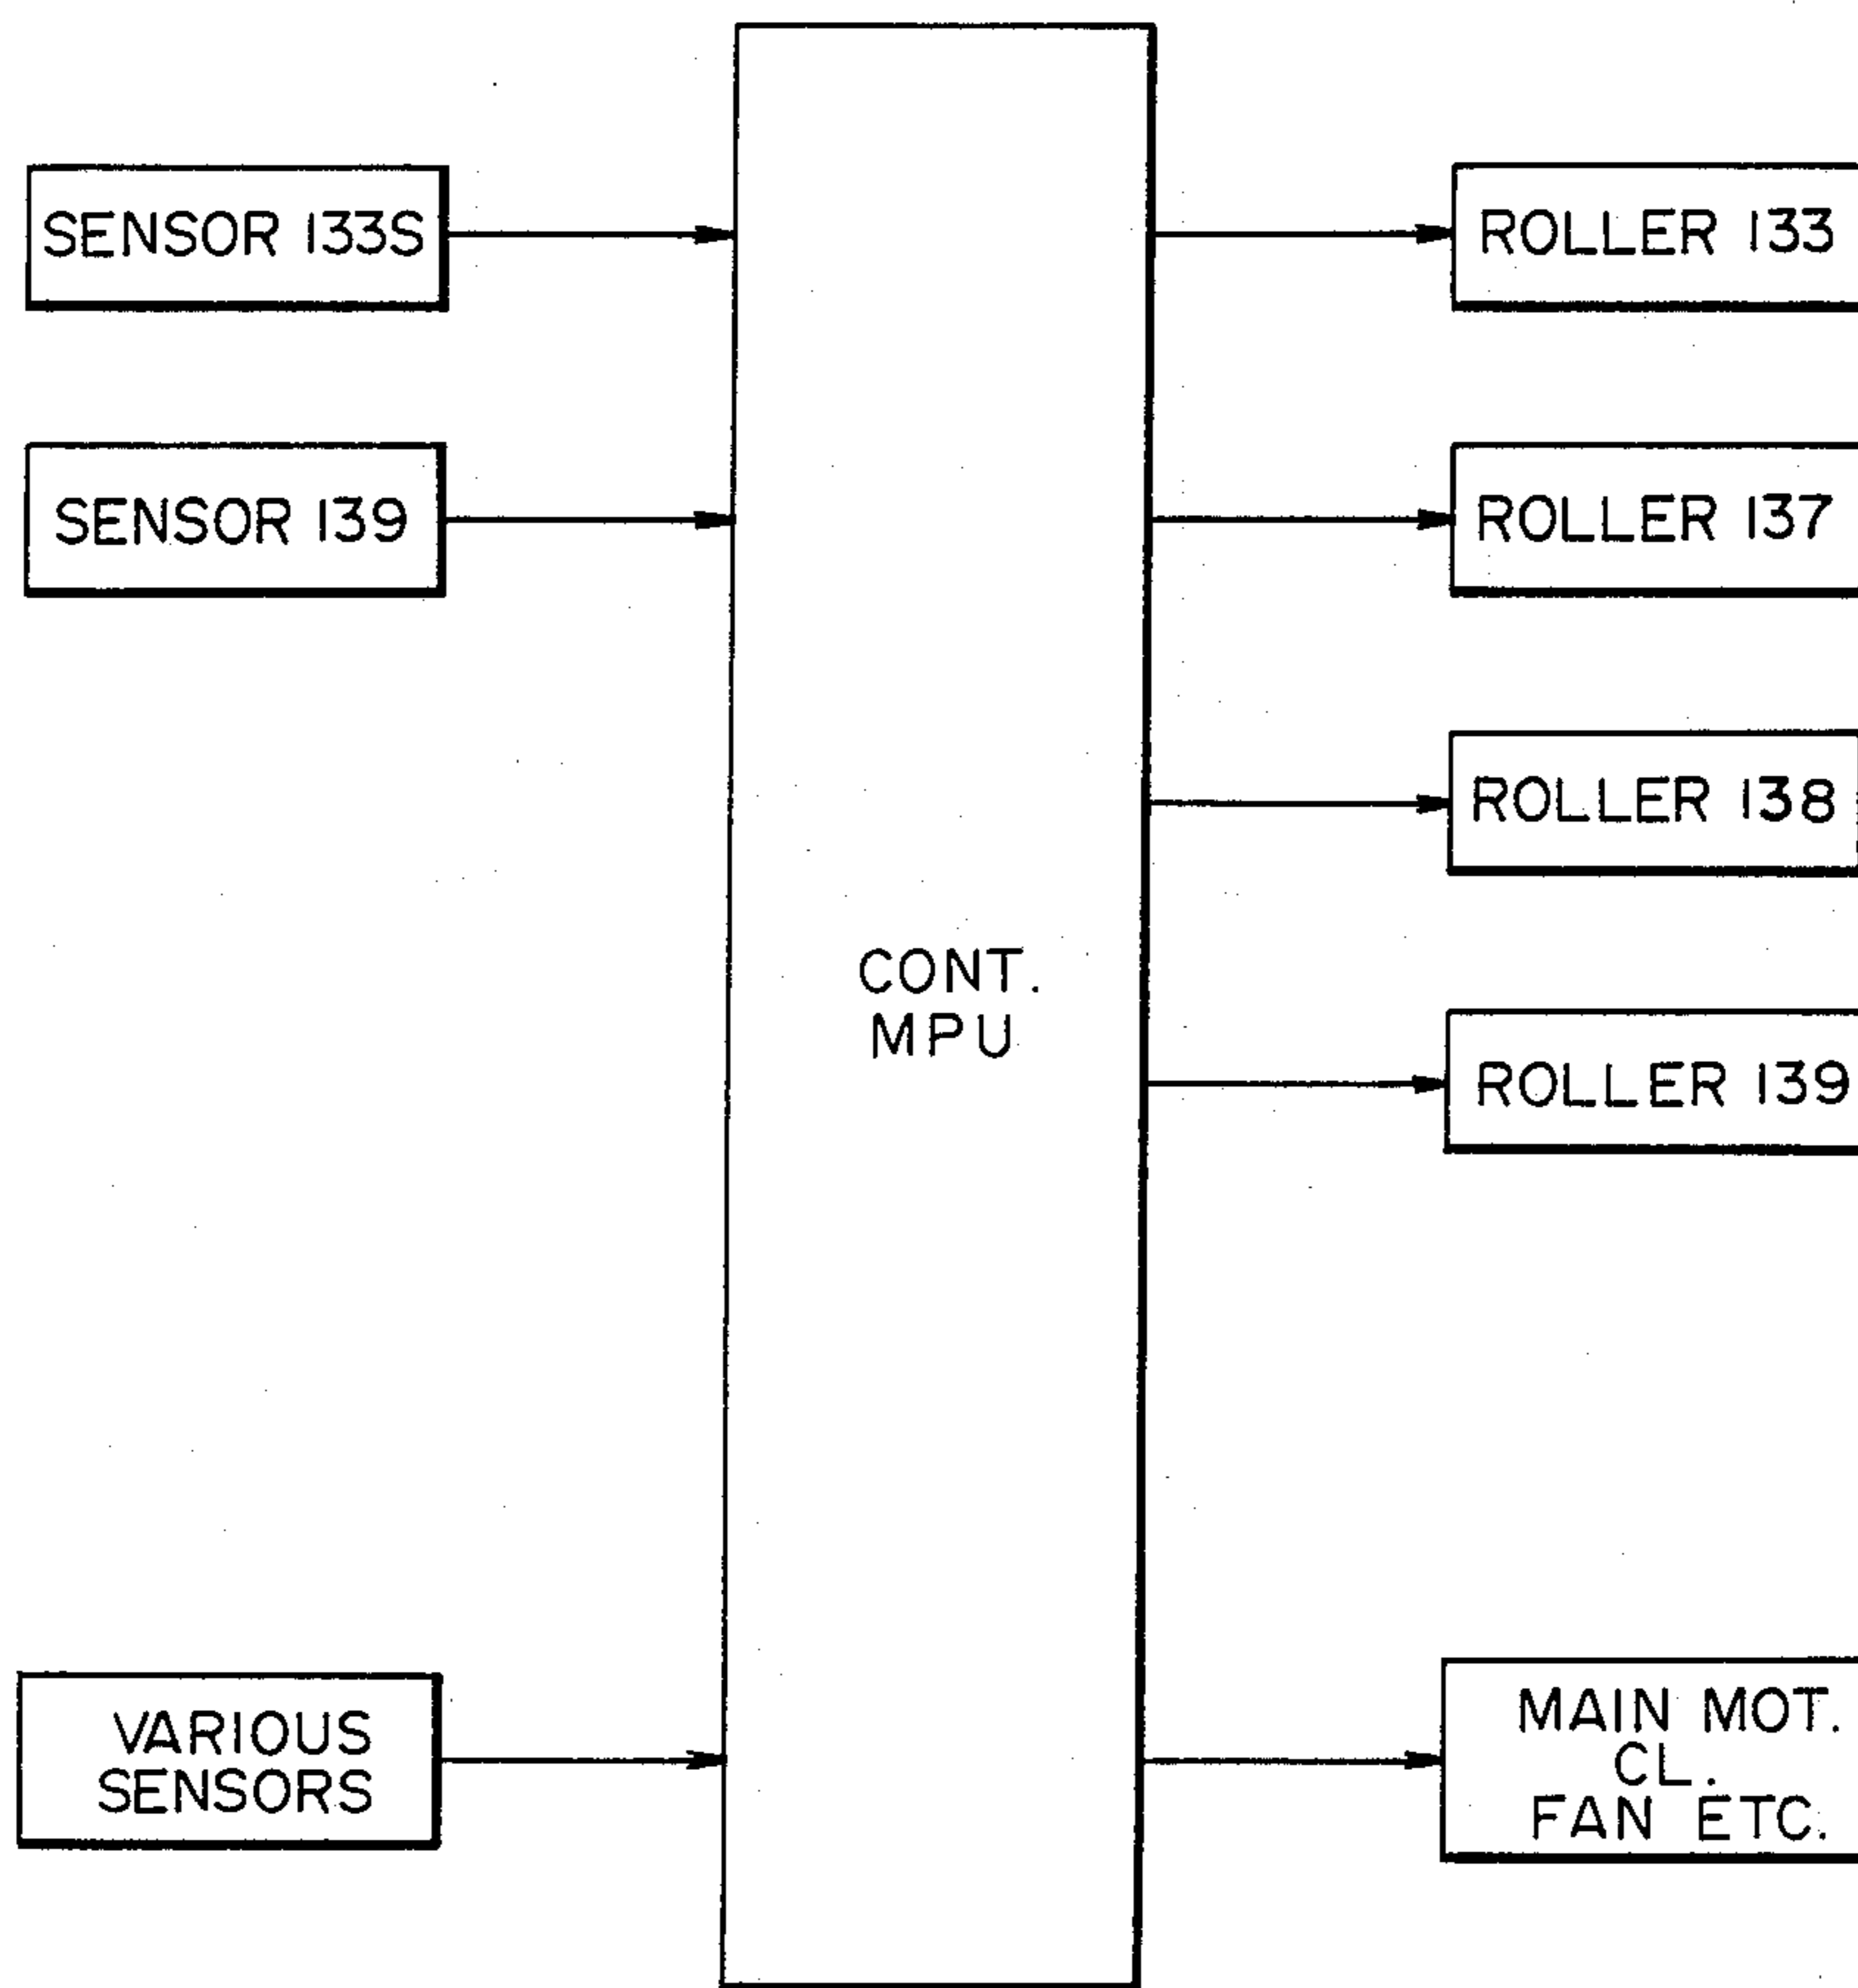 SENSOR 133S
ROLLER 133
SENSOR 139
ROLLER 137
ROLLER 138
CONT.
MPU
ROLLER 139
VARIOUS
SENSORS
MAIN MOT.
CL.
FAN ETC.